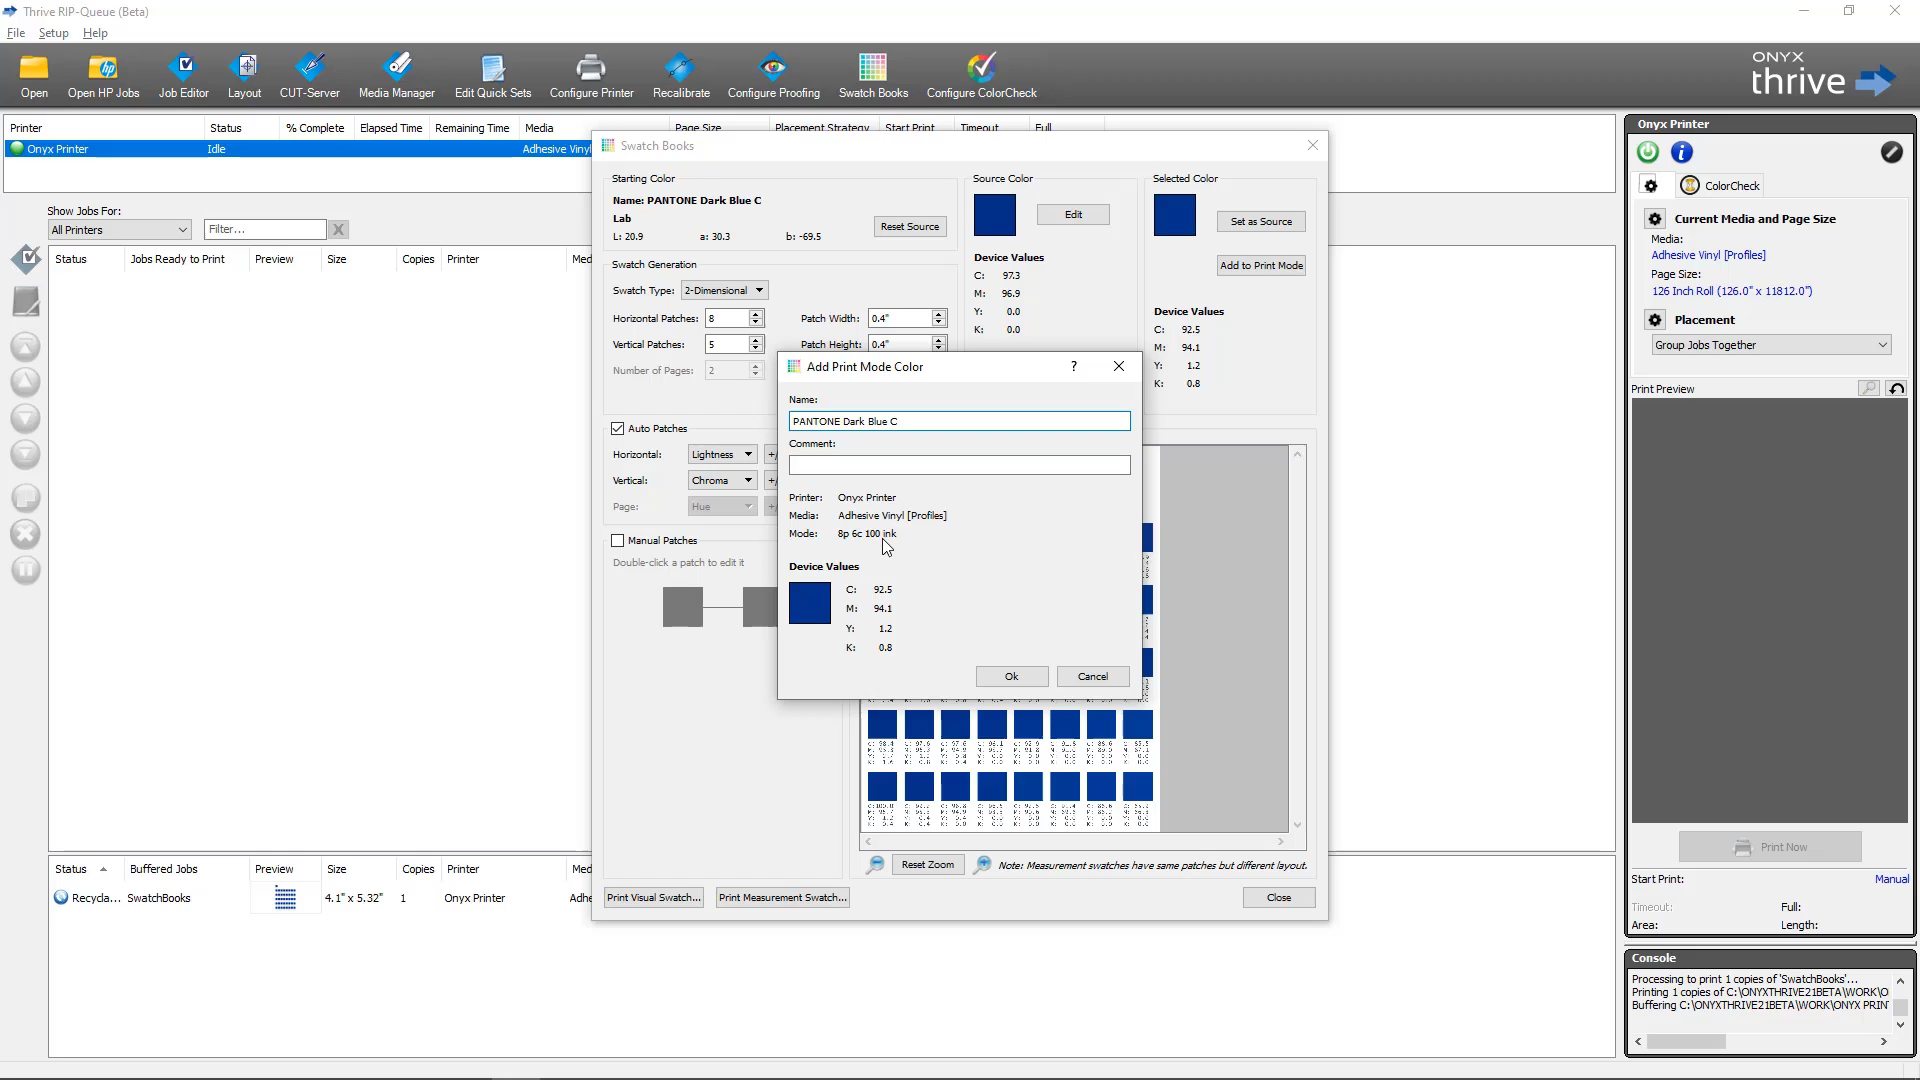 Thrive RIP-Queue (Beta)
File Setup Help
Open Open HP Jobs Job Editor Layout CUT-Server Media Manager Edit Quick Sets Configure Printer Recalibrate Configure Proofing Swatch Books Configure ColorCheck
ONYX
thrive
Printer Status % Complete Elapsed Time Remaining Time Media Page Size Placement Strategy Start Print Timeout Full
Onyx Printer Idle Adhesive Vinyl
Show Jobs For:
All Printers Filter... X
Status Jobs Ready to Print Preview Size Copies Printer Med
Swatch Books
Starting Color
Name: PANTONE Dark Blue C
Lab
L: 20.9 a: 30.3 b: -69.5 Reset Source
Swatch Generation
Swatch Type: 2-Dimensional
Horizontal Patches: 8 Patch Width: 0.4"
Vertical Patches: 5 Patch Height: 0.4"
Number of Pages: 2
Source Color
Edit
Device Values
C: 97.3
M: 96.9
Y: 0.0
K: 0.0
Selected Color
Set as Source
Add to Print Mode
Device Values
C: 92.5
M: 94.1
Y: 1.2
K: 0.8
Auto Patches
Horizontal: Lightness +/
Vertical: Chroma +/
Page: Hue +/
Manual Patches
Double-click a patch to edit it
Add Print Mode Color ?
Name:
PANTONE Dark Blue C
Comment:
Printer: Onyx Printer
Media: Adhesive Vinyl [Profiles]
Mode: 8p 6c 100 ink
Device Values
C: 92.5
M: 94.1
Y: 1.2
K: 0.8
Ok Cancel
Reset Zoom Note: Measurement swatches have same patches but different layout.
Print Visual Swatch... Print Measurement Swatch... Close
Status Buffered Jobs Preview Size Copies Printer Med
Recycla... SwatchBooks 4.1" x 5.32" 1 Onyx Printer Adhe
Onyx Printer
ColorCheck
Current Media and Page Size
Media:
Adhesive Vinyl [Profiles]
Page Size:
126 Inch Roll (126.0" x 11812.0")
Placement
Group Jobs Together
Print Preview
Print Now
Start Print: Manual
Timeout: Full:
Area: Length:
Console
Processing to print 1 copies of 'SwatchBooks'...
Printing 1 copies of C:\ONYXTHRIVE21BETA\WORK\O
Buffering C:\ONYXTHRIVE21BETA\WORK\ONYX PRIN